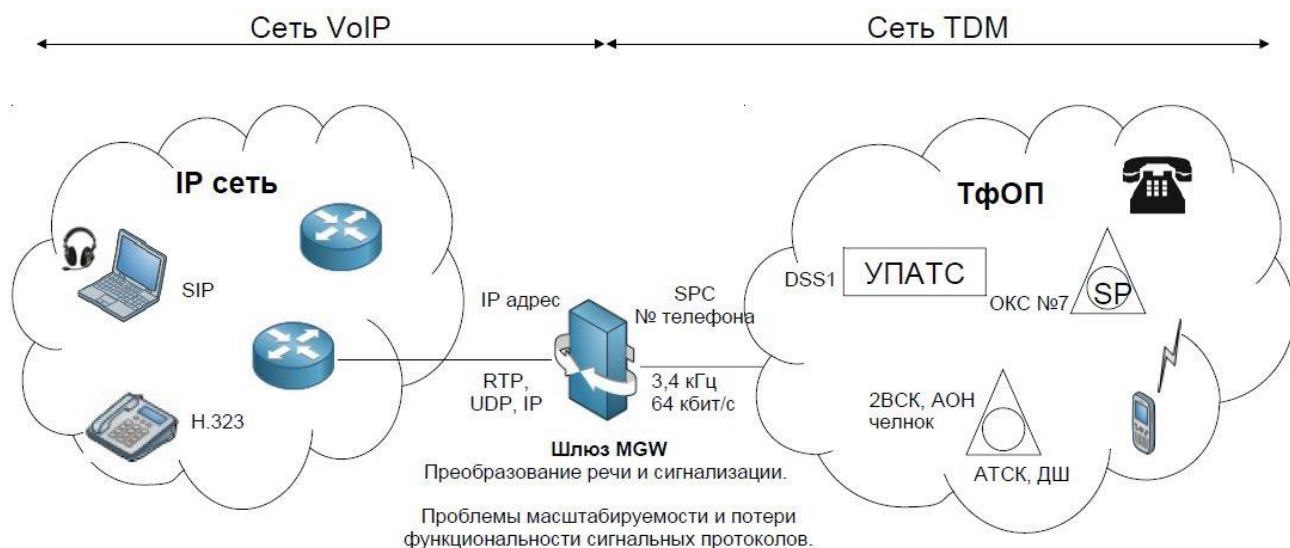 Сеть VoIP
Сеть TDM
IP сеть
ТфОП
SIP
DSS1
УПАТС
IP адрес
SPC
№ телефона
ОКС №7
SP
RTP,
UDP, IP
3,4 кГц
64 кбит/с
H.323
2ВСК, АОН
челнок
АТСК, ДШ
Шлюз MGW
Преобразование речи и сигнализации.
Проблемы масштабируемости и потери
функциональности сигнальных протоколов.